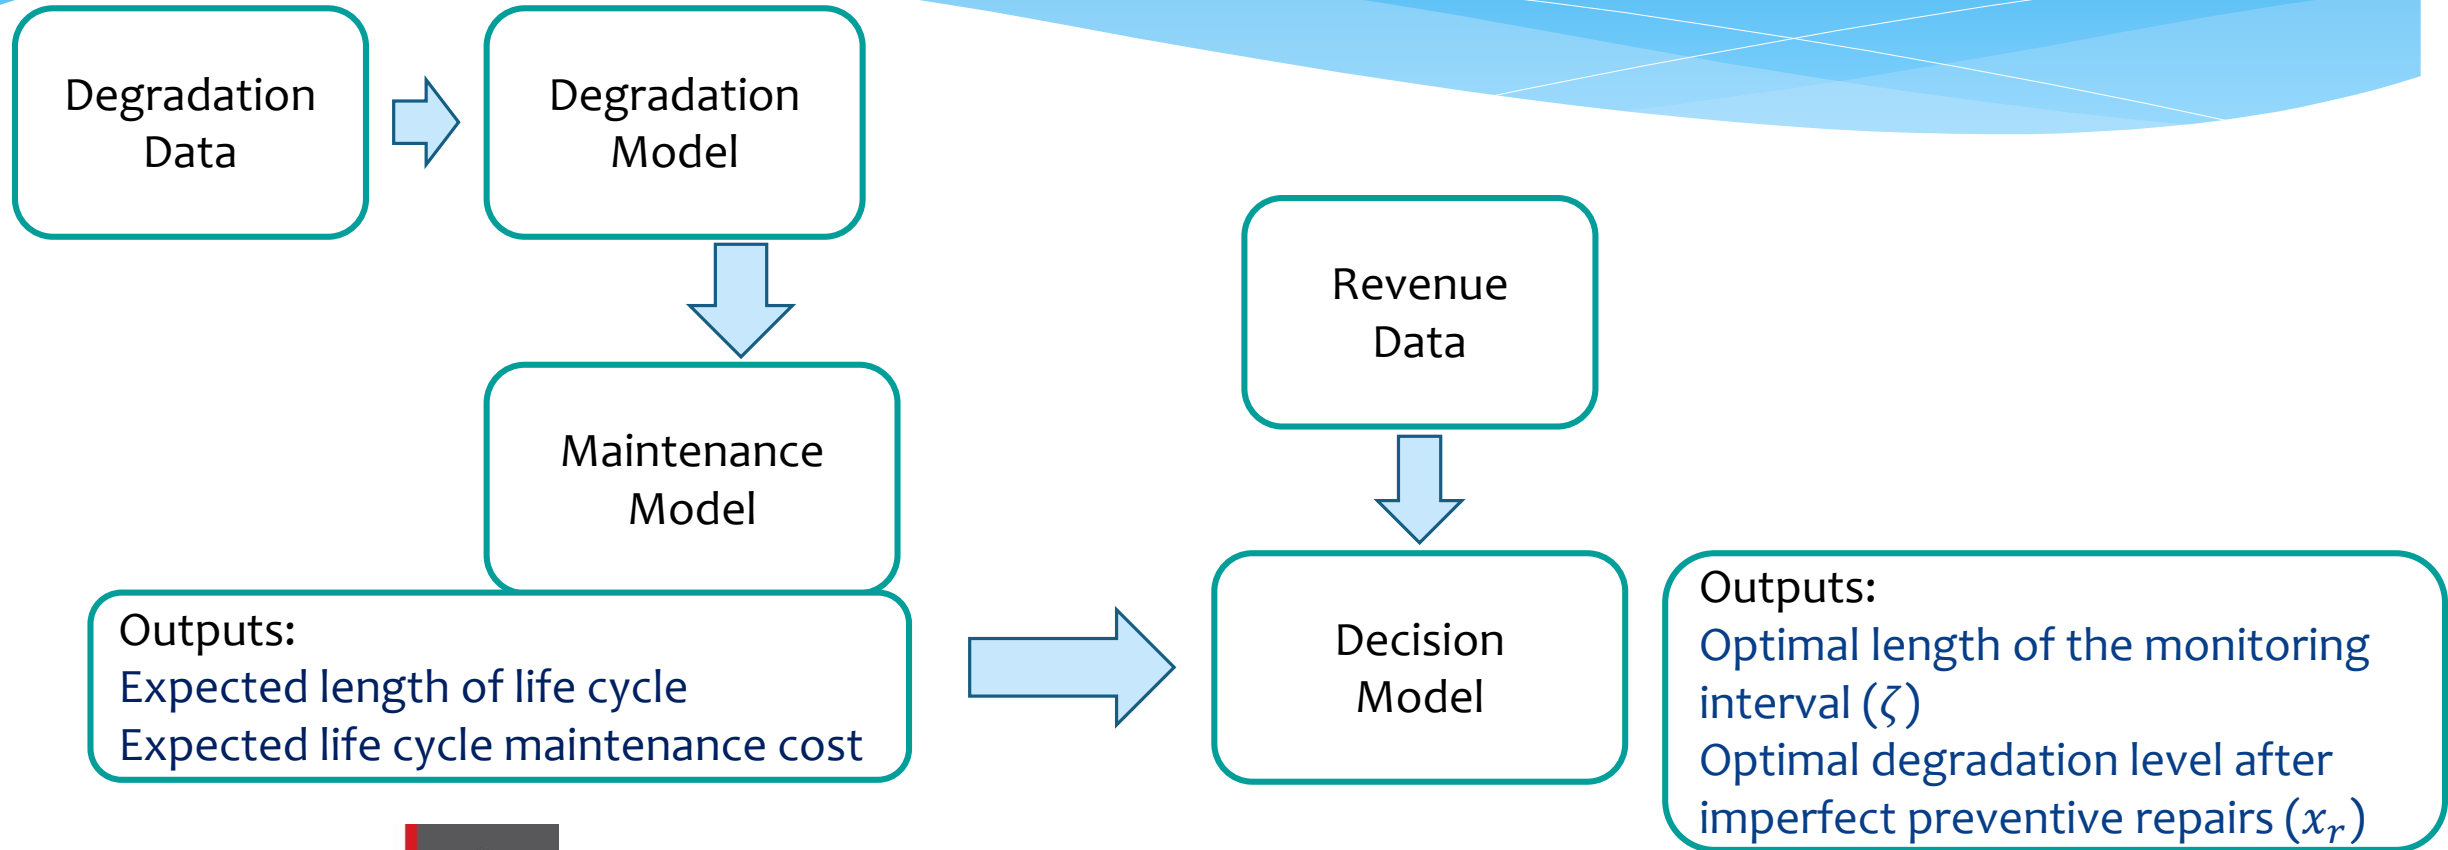 Degradation
Data
Degradation
Model
Revenue
Data
Maintenance
Model
Outputs:
Expected length of life cycle
Expected life cycle maintenance cost
Decision
Model
Outputs:
Optimal length of the monitoring
interval (ζ)
Optimal degradation level after
imperfect preventive repairs (xᵣ)